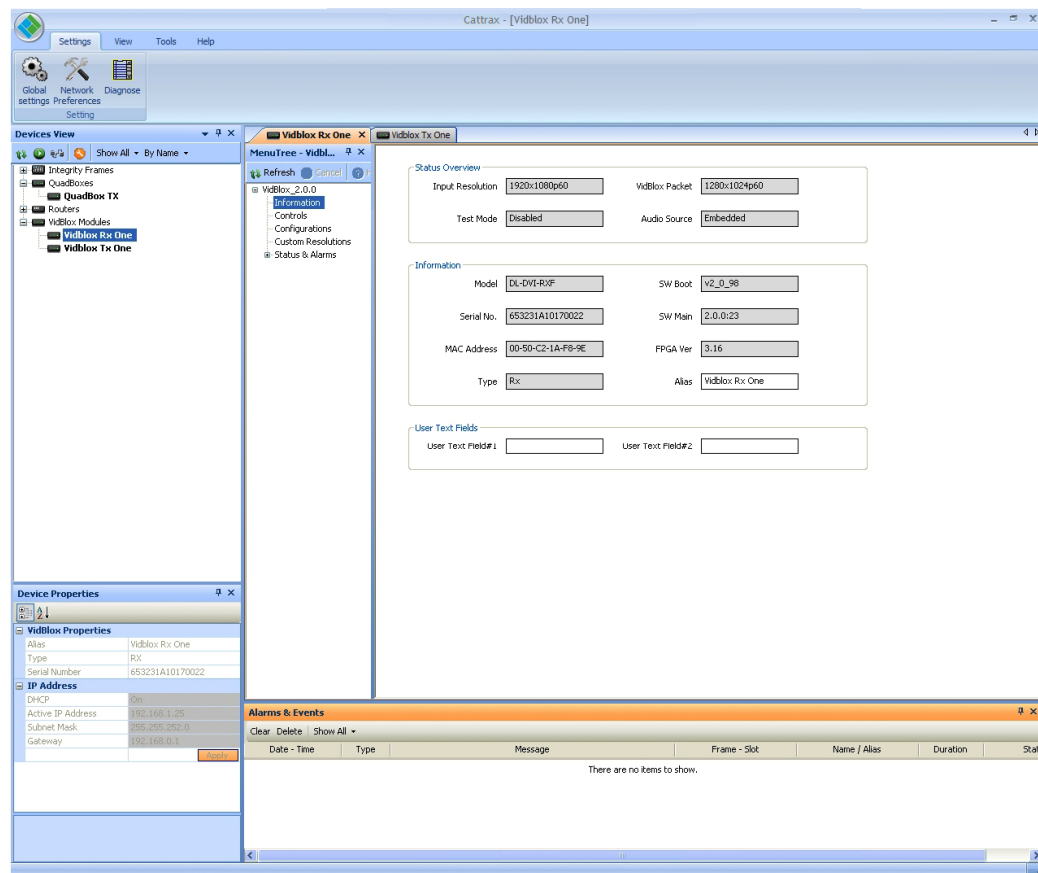 Cattrax - [Vidblox Rx One]
Settings View Tools Help
Global settings
Network Preferences
Diagnose
Setting
Devices View
Show All By Name
Integrity Frames
QuadBoxes
QuadBox TX
Routers
VidBlox Modules
Vidblox Rx One
Vidblox Tx One
Vidblox Rx One Vidblox Tx One
MenuTree - Vidbl...
Refresh Cancel
VidBlox_2.0.0
Information
Controls
Configurations
Custom Resolutions
Status & Alarms
Status Overview
Input Resolution 1920x1080p60 VidBlox Packet 1280x1024p60
Test Mode Disabled Audio Source Embedded
Information
Model DL-DVI-RXF SW Boot v2_0_98
Serial No. 653231A10170022 SW Main 2.0.0:23
MAC Address 00-50-C2-1A-F8-9E FPGA Ver 3.16
Type Rx Alias Vidblox Rx One
User Text Fields
User Text Field#1 User Text Field#2
Device Properties
VidBlox Properties
Alias Vidblox Rx One
Type RX
Serial Number 653231A10170022
IP Address
DHCP On
Active IP Address 192.168.1.25
Subnet Mask 255.255.252.0
Gateway 192.168.0.1
Apply
Alarms & Events
Clear Delete Show All
Date - Time Type Message Frame - Slot Name / Alias Duration Stat
There are no items to show.